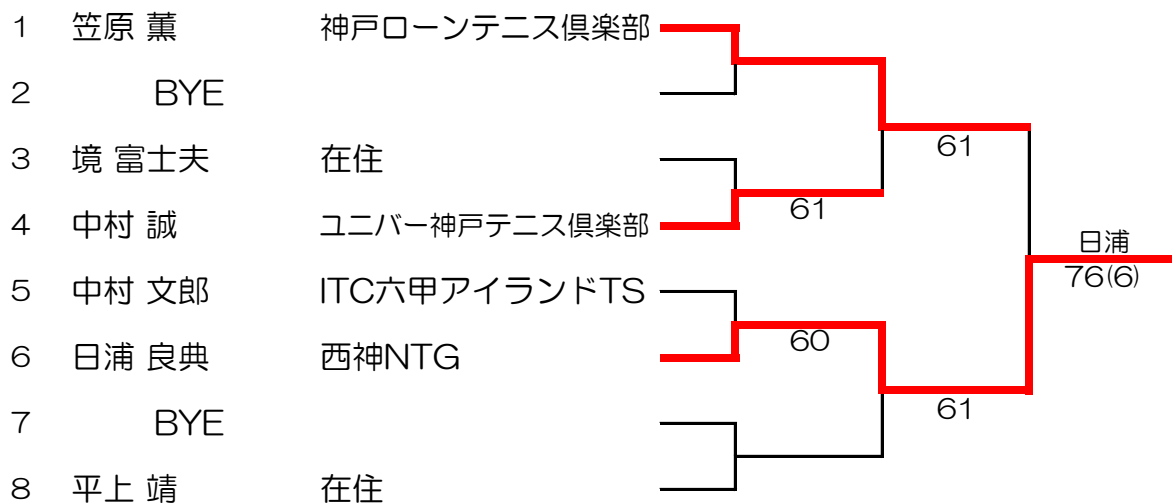 1 笠原 薫 神戸ローンテニス倶楽部
2 BYE
61
3 境 富士夫 在住
61
4 中村 誠 ユニバー神戸テニス倶楽部
日浦
76(6)
5 中村 文郎 ITC六甲アイランドTS
60
6 日浦 良典 西神NTG
61
7 BYE
8 平上 靖 在住